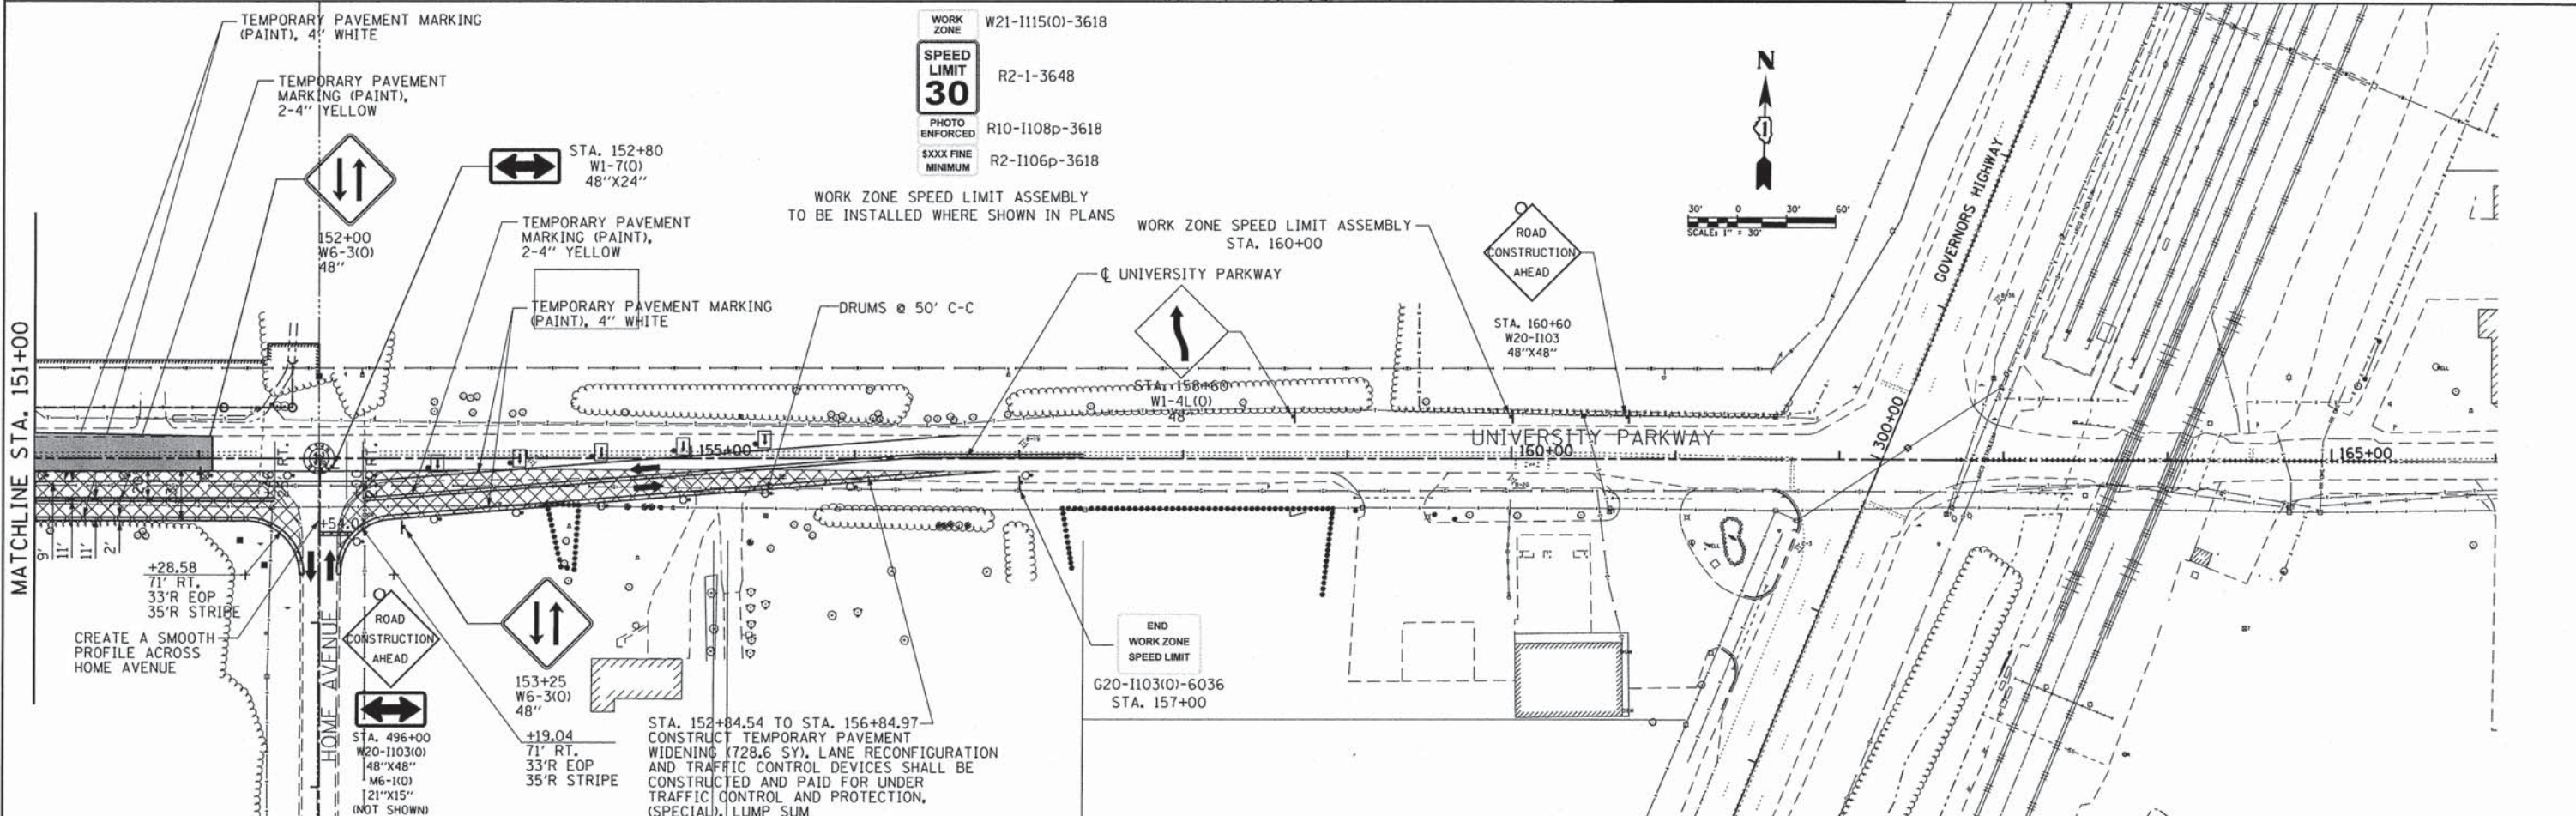 TEMPORARY PAVEMENT MARKING
(PAINT), 4" WHITE
TEMPORARY PAVEMENT
MARKING (PAINT),
2-4" YELLOW
152+00
W6-3(O)
48"
STA. 152+80
W1-7(O)
48"X24"
TEMPORARY PAVEMENT
MARKING (PAINT),
2-4" YELLOW
TEMPORARY PAVEMENT MARKING
(PAINT), 4" WHITE
DRUMS @ 50' C-C
WORK
ZONE
W21-I115(O)-3618
SPEED
LIMIT
30
R2-1-3648
PHOTO
ENFORCED
R10-I108p-3618
$XXX FINE
MINIMUM
R2-I106p-3618
WORK ZONE SPEED LIMIT ASSEMBLY
TO BE INSTALLED WHERE SHOWN IN PLANS
WORK ZONE SPEED LIMIT ASSEMBLY
STA. 160+00
℄ UNIVERSITY PARKWAY
STA. 158+60
W1-4L(O)
48"
ROAD
CONSTRUCTION
AHEAD
STA. 160+60
W20-I103
48"X48"
N
30' 0 30' 60'
SCALE: 1" = 30'
GOVERNORS HIGHWAY
300+00
MATCHLINE STA. 151+00
155+00
UNIVERSITY PARKWAY
160+00
165+00
9'
11'
11'
2'
+54.0
+28.58
71' RT.
33'R EOP
35'R STRIPE
CREATE A SMOOTH
PROFILE ACROSS
HOME AVENUE
HOME AVENUE
ROAD
CONSTRUCTION
AHEAD
STA. 496+00
W20-I103(O)
48"X48"
M6-1(O)
21"X15"
(NOT SHOWN)
153+25
W6-3(O)
48"
+19.04
71' RT.
33'R EOP
35'R STRIPE
STA. 152+84.54 TO STA. 156+84.97
CONSTRUCT TEMPORARY PAVEMENT
WIDENING (728.6 SY). LANE RECONFIGURATION
AND TRAFFIC CONTROL DEVICES SHALL BE
CONSTRUCTED AND PAID FOR UNDER
TRAFFIC CONTROL AND PROTECTION,
(SPECIAL), LUMP SUM
END
WORK ZONE
SPEED LIMIT
G20-I103(O)-6036
STA. 157+00